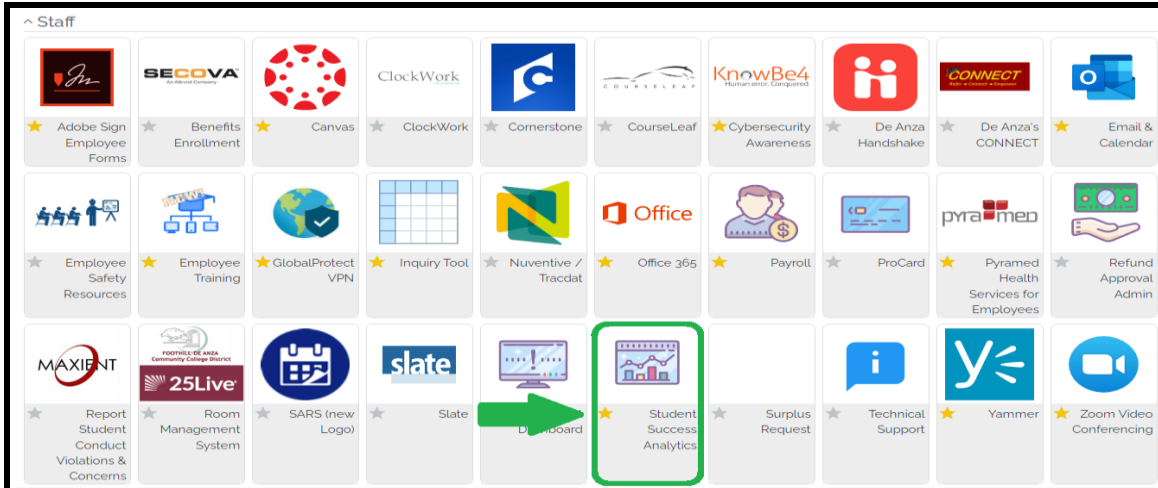 ^ Staff
SECOVA
An Alliant Company
ClockWork
COURSELEAF
KnowBe4
Human error. Conquered.
CONNECT
Adobe Sign
Employee
Forms
Benefits
Enrollment
Canvas
ClockWork
Cornerstone
CourseLeaf
Cybersecurity
Awareness
De Anza
Handshake
De Anza's
CONNECT
Email &
Calendar
NEW!
Office
pyramed
Employee
Safety
Resources
Employee
Training
GlobalProtect
VPN
Inquiry Tool
Nuventive /
Tracdat
Office 365
Payroll
ProCard
Pyramed
Health
Services for
Employees
Refund
Approval
Admin
MAXIENT
FOOTHILL-DE ANZA
Community College District
25Live
slate
Report
Student
Conduct
Violations &
Concerns
Room
Management
System
SARS (new
Logo)
Slate
Student
Success
Analytics
Surplus
Request
Technical
Support
Yammer
Zoom Video
Conferencing